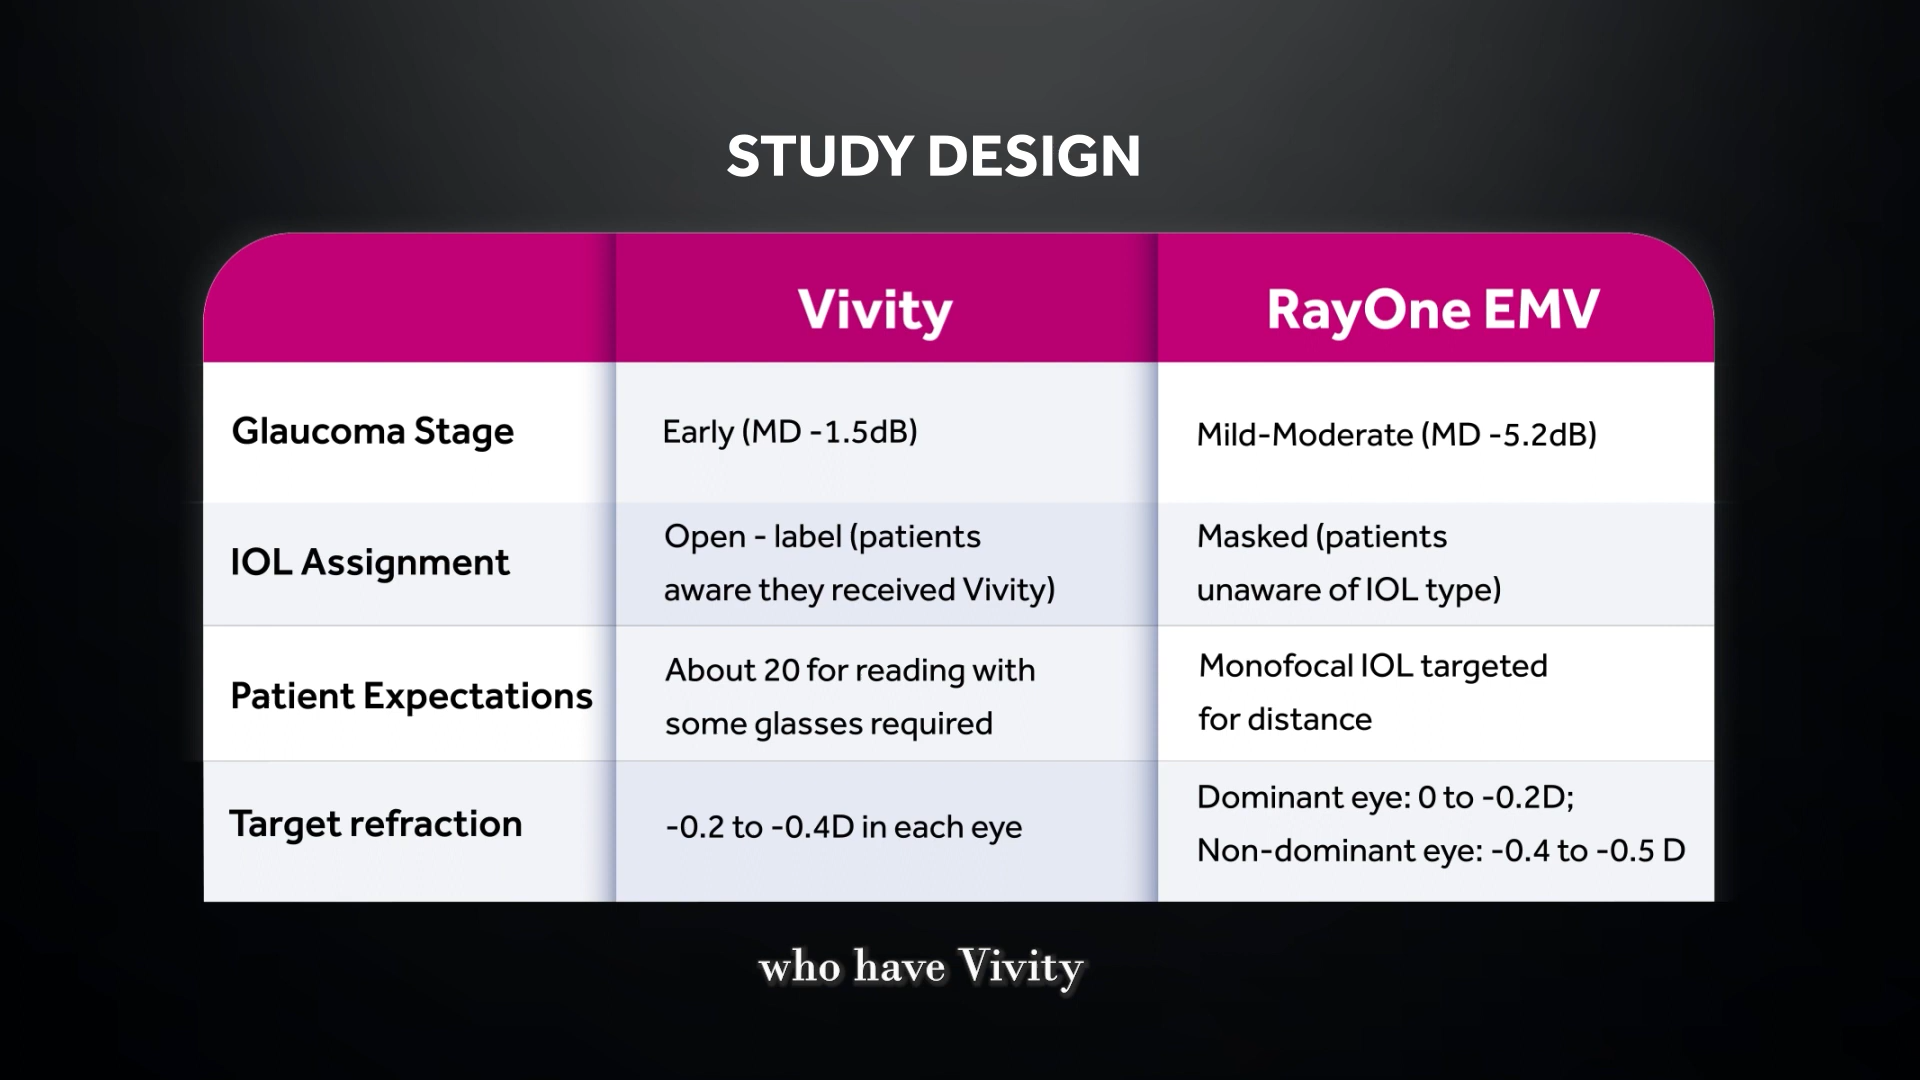 STUDY DESIGN
Vivity
RayOne EMV
Glaucoma Stage
Early (MD -1.5dB)
Mild-Moderate (MD -5.2dB)
IOL Assignment
Open - label (patients
aware they received Vivity)
Masked (patients
unaware of IOL type)
Patient Expectations
About 20 for reading with
some glasses required
Monofocal IOL targeted
for distance
Target refraction
-0.2 to -0.4D in each eye
Dominant eye: 0 to -0.2D;
Non-dominant eye: -0.4 to -0.5 D
who have Vivity